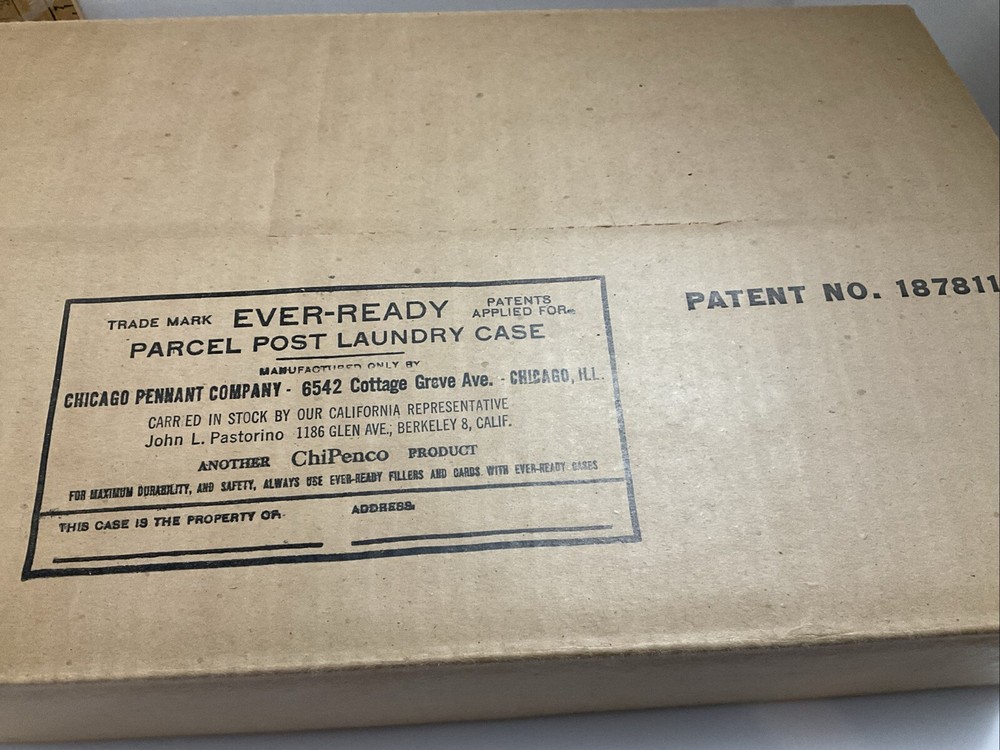 TRADE MARK EVER-READY PATENTS APPLIED FOR
PARCEL POST LAUNDRY CASE
MANUFACTURED ONLY BY
CHICAGO PENNANT COMPANY - 6542 Cottage Grove Ave. - CHICAGO, ILL.
CARRIED IN STOCK BY OUR CALIFORNIA REPRESENTATIVE
John L. Pastorino 1186 GLEN AVE., BERKELEY 8, CALIF.
ANOTHER ChiPenco PRODUCT
FOR MAXIMUM DURABILITY, AND SAFETY, ALWAYS USE EVER-READY FILLERS AND CARDS WITH EVER-READY CASES
THIS CASE IS THE PROPERTY OF
ADDRESS
PATENT NO. 187811